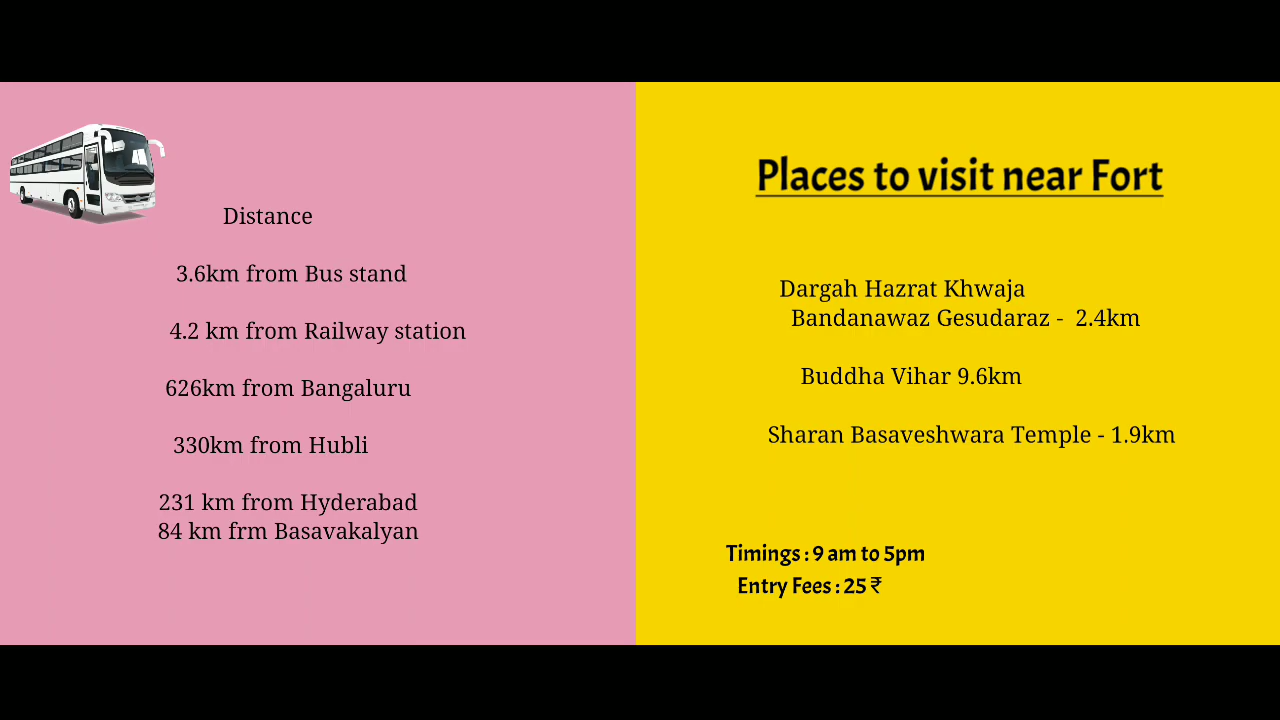 Distance
3.6km from Bus stand
4.2 km from Railway station
626km from Bangaluru
330km from Hubli
231 km from Hyderabad
84 km frm Basavakalyan
Places to visit near Fort
Dargah Hazrat Khwaja
Bandanawaz Gesudaraz - 2.4km
Buddha Vihar 9.6km
Sharan Basaveshwara Temple - 1.9km
Timings : 9 am to 5pm
Entry Fees : 25 ₹